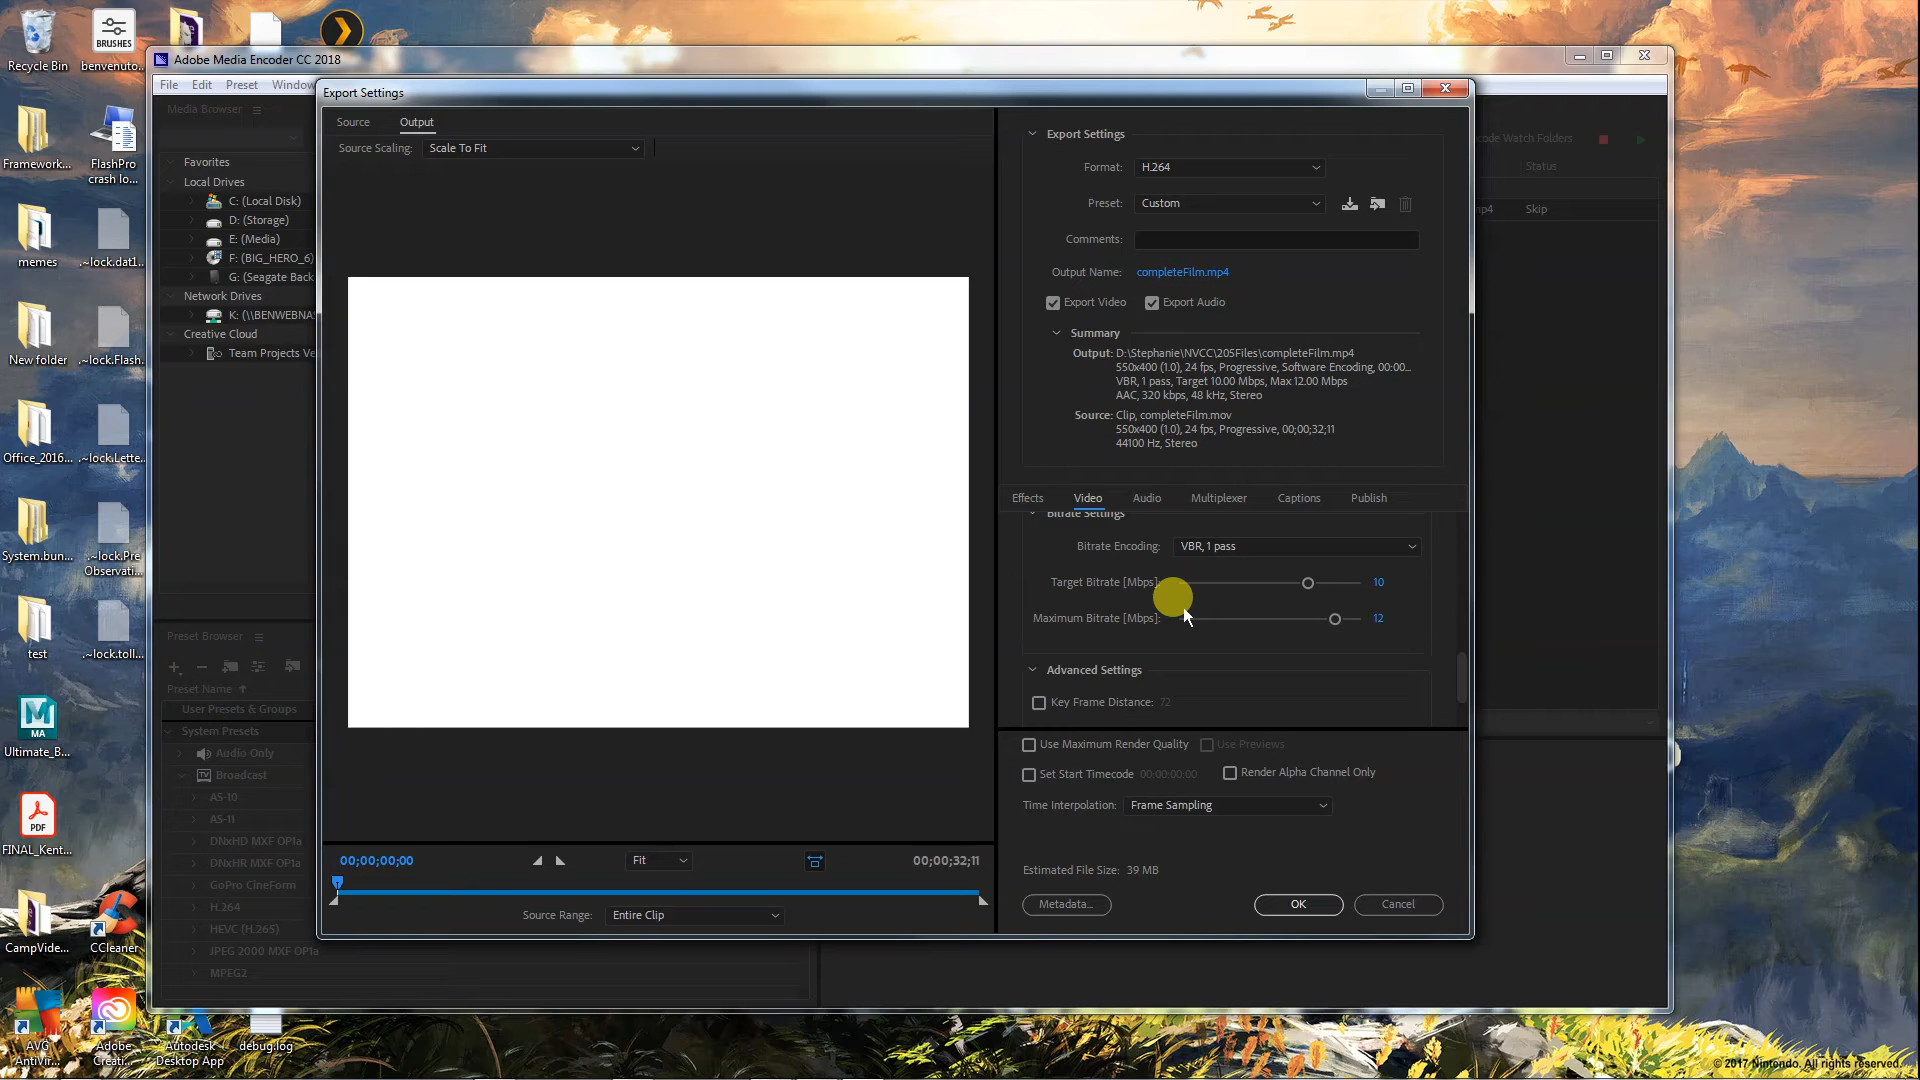 Recycle Bin
BRUSHES
benvenuto...
Adobe Media Encoder CC 2018
File Edit Preset Window
Export Settings
Media Browser
Source Output
Source Scaling: Scale To Fit
Export Settings
Format: H.264
Preset: Custom
Comments:
Output Name: completeFilm.mp4
Export Video Export Audio
Summary
Output: D:\Stephanie\NVCC\205Files\completeFilm.mp4
550x400 (1.0), 24 fps, Progressive, Software Encoding, 00:00...
VBR, 1 pass, Target 10.00 Mbps, Max 12.00 Mbps
AAC, 320 kbps, 48 kHz, Stereo
Source: Clip, completeFilm.mov
550x400 (1.0), 24 fps, Progressive, 00;00;32;11
44100 Hz, Stereo
Effects Video Audio Multiplexer Captions Publish
Bitrate Settings
Bitrate Encoding: VBR, 1 pass
Target Bitrate [Mbps]: 10
Maximum Bitrate [Mbps]: 12
Advanced Settings
Key Frame Distance: 72
Use Maximum Render Quality Use Previews
Set Start Timecode 00:00:00:00 Render Alpha Channel Only
Time Interpolation: Frame Sampling
Estimated File Size: 39 MB
Metadata... OK Cancel
00;00;00;00 Fit 00;00;32;11
Source Range: Entire Clip
Favorites
Local Drives
C: (Local Disk)
D: (Storage)
E: (Media)
F: (BIG_HERO_6)
G: (Seagate Back
Network Drives
K: (\\BENWEBNA
Creative Cloud
Team Projects Ve
Preset Browser
Preset Name
User Presets & Groups
System Presets
Audio Only
TV Broadcast
AS-10
AS-11
DNxHD MXF OP1a
DNxHR MXF OP1a
GoPro CineForm
H.264
HEVC (H.265)
JPEG 2000 MXF OP1a
MPEG2
code Watch Folders
Status
mp4 Skip
Framework...
FlashPro
crash lo...
memes
.~lock.dat1...
New folder
.~lock.Flash...
Office_2016...
.~lock.Lette...
System.bun...
.~lock.Pre
Observati...
test
.~lock.toll...
M
MA
Ultimate_B...
PDF
FINAL_Kent...
CampVide...
CCleaner
AVG
AntiVir...
Adobe
Creati...
Autodesk
Desktop App
debug.log
© 2017 Nintendo. All rights reserved.